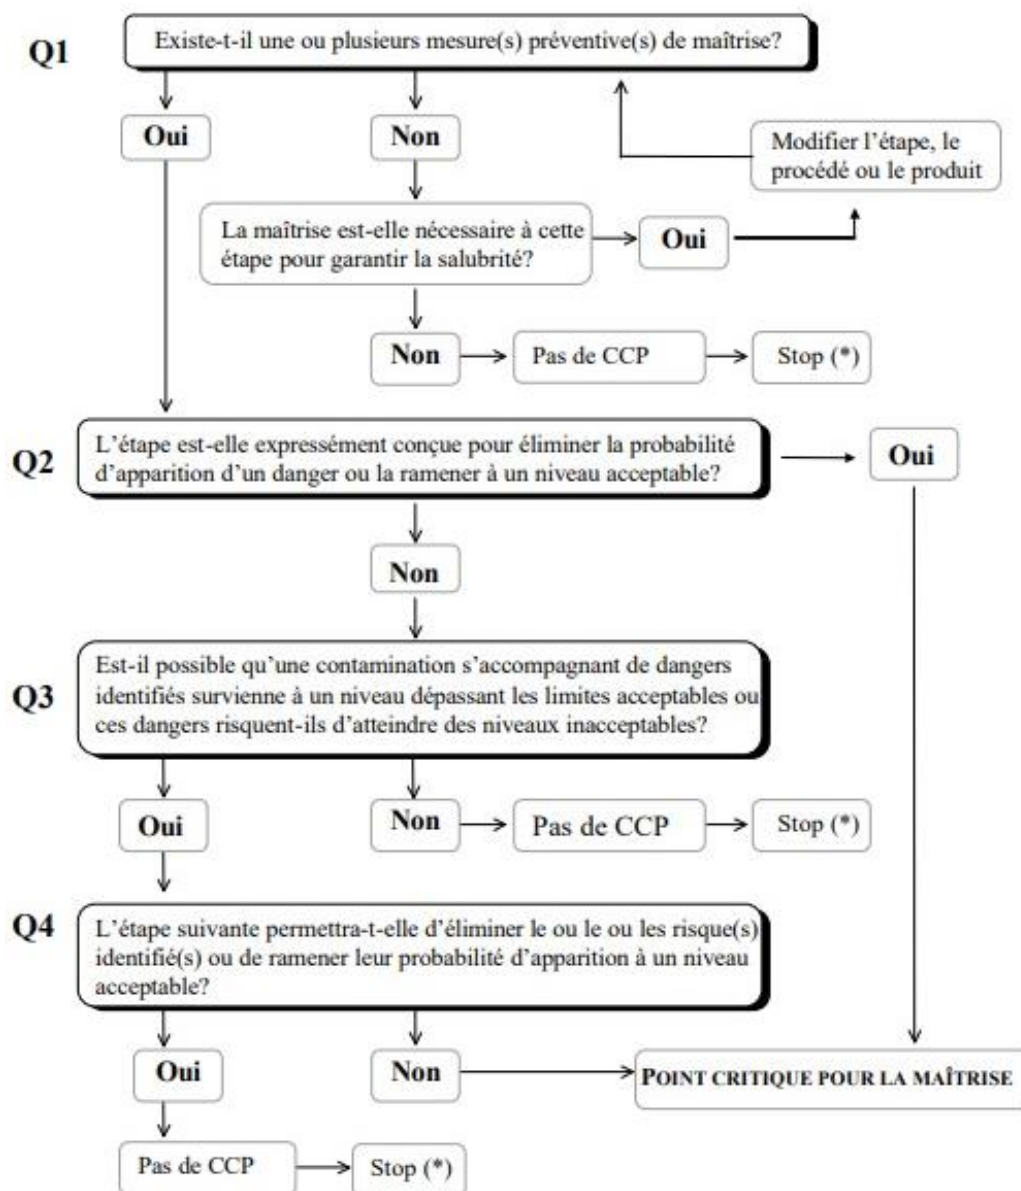 Q1
Existe-t-il une ou plusieurs mesure(s) préventive(s) de maîtrise?
Oui
Non
Modifier l'étape, le
procédé ou le produit
La maîtrise est-elle nécessaire à cette
étape pour garantir la salubrité?
Oui
Non
Pas de CCP
Stop (*)
Q2
L'étape est-elle expressément conçue pour éliminer la probabilité
d'apparition d'un danger ou la ramener à un niveau acceptable?
Oui
Non
Q3
Est-il possible qu'une contamination s'accompagnant de dangers
identifiés survienne à un niveau dépassant les limites acceptables ou
ces dangers risquent-ils d'atteindre des niveaux inacceptables?
Oui
Non
Pas de CCP
Stop (*)
Q4
L'étape suivante permettra-t-elle d'éliminer le ou le ou les risque(s)
identifié(s) ou de ramener leur probabilité d'apparition à un niveau
acceptable?
Oui
Non
POINT CRITIQUE POUR LA MAÎTRISE
Pas de CCP
Stop (*)